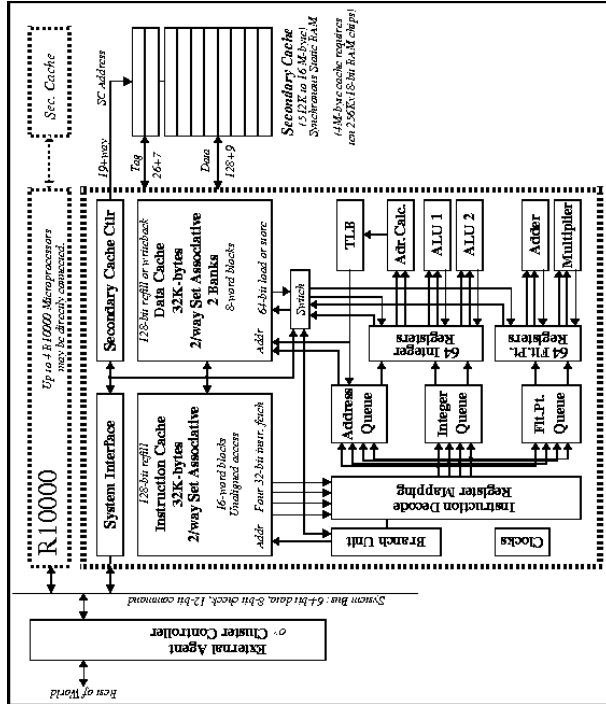 Rest of World
External Agent
or Cluster Controller
System Bus: 64-bit data, 8-bit check, 12-bit command
R10000
Up to 4 R10000 Microprocessors
may be directly connected.
Sec. Cache
System Interface
Secondary Cache Ctlr
19+way
SC Address
128-bit refill
Instruction Cache
32K-bytes
2/way Set Associative
16-word blocks
Unaligned access
Addr
Four 32-bit instr. fetch
128-bit refill or writeback
Data Cache
32K-bytes
2/way Set Associative
2 Banks
8-word blocks
Addr
64-bit load or store
Tag
26+7
Data
128+9
Secondary Cache
(512K to 16 M-byte)
Synchronous Static RAM
(4M-byte cache requires
ten 256Kx18-bit RAM chips)
Switch
Branch Unit
Clocks
Instruction Decode
Register Mapping
Address
Queue
Integer
Queue
Flt.Pt.
Queue
64 Integer
Registers
64 Flt.Pt.
Registers
TLB
Adr.Calc.
ALU 1
ALU 2
Adder
Multiplier